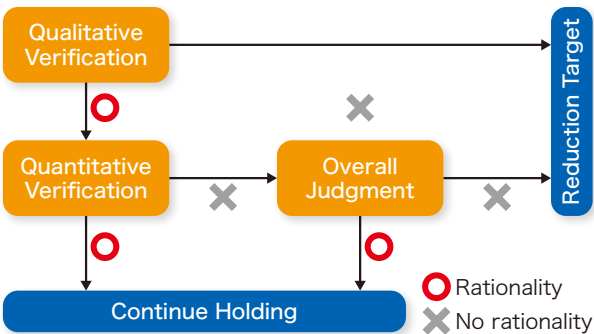 Qualitative
Verification
Reduction Target
Quantitative
Verification
Overall
Judgment
Continue Holding
Rationality
No rationality